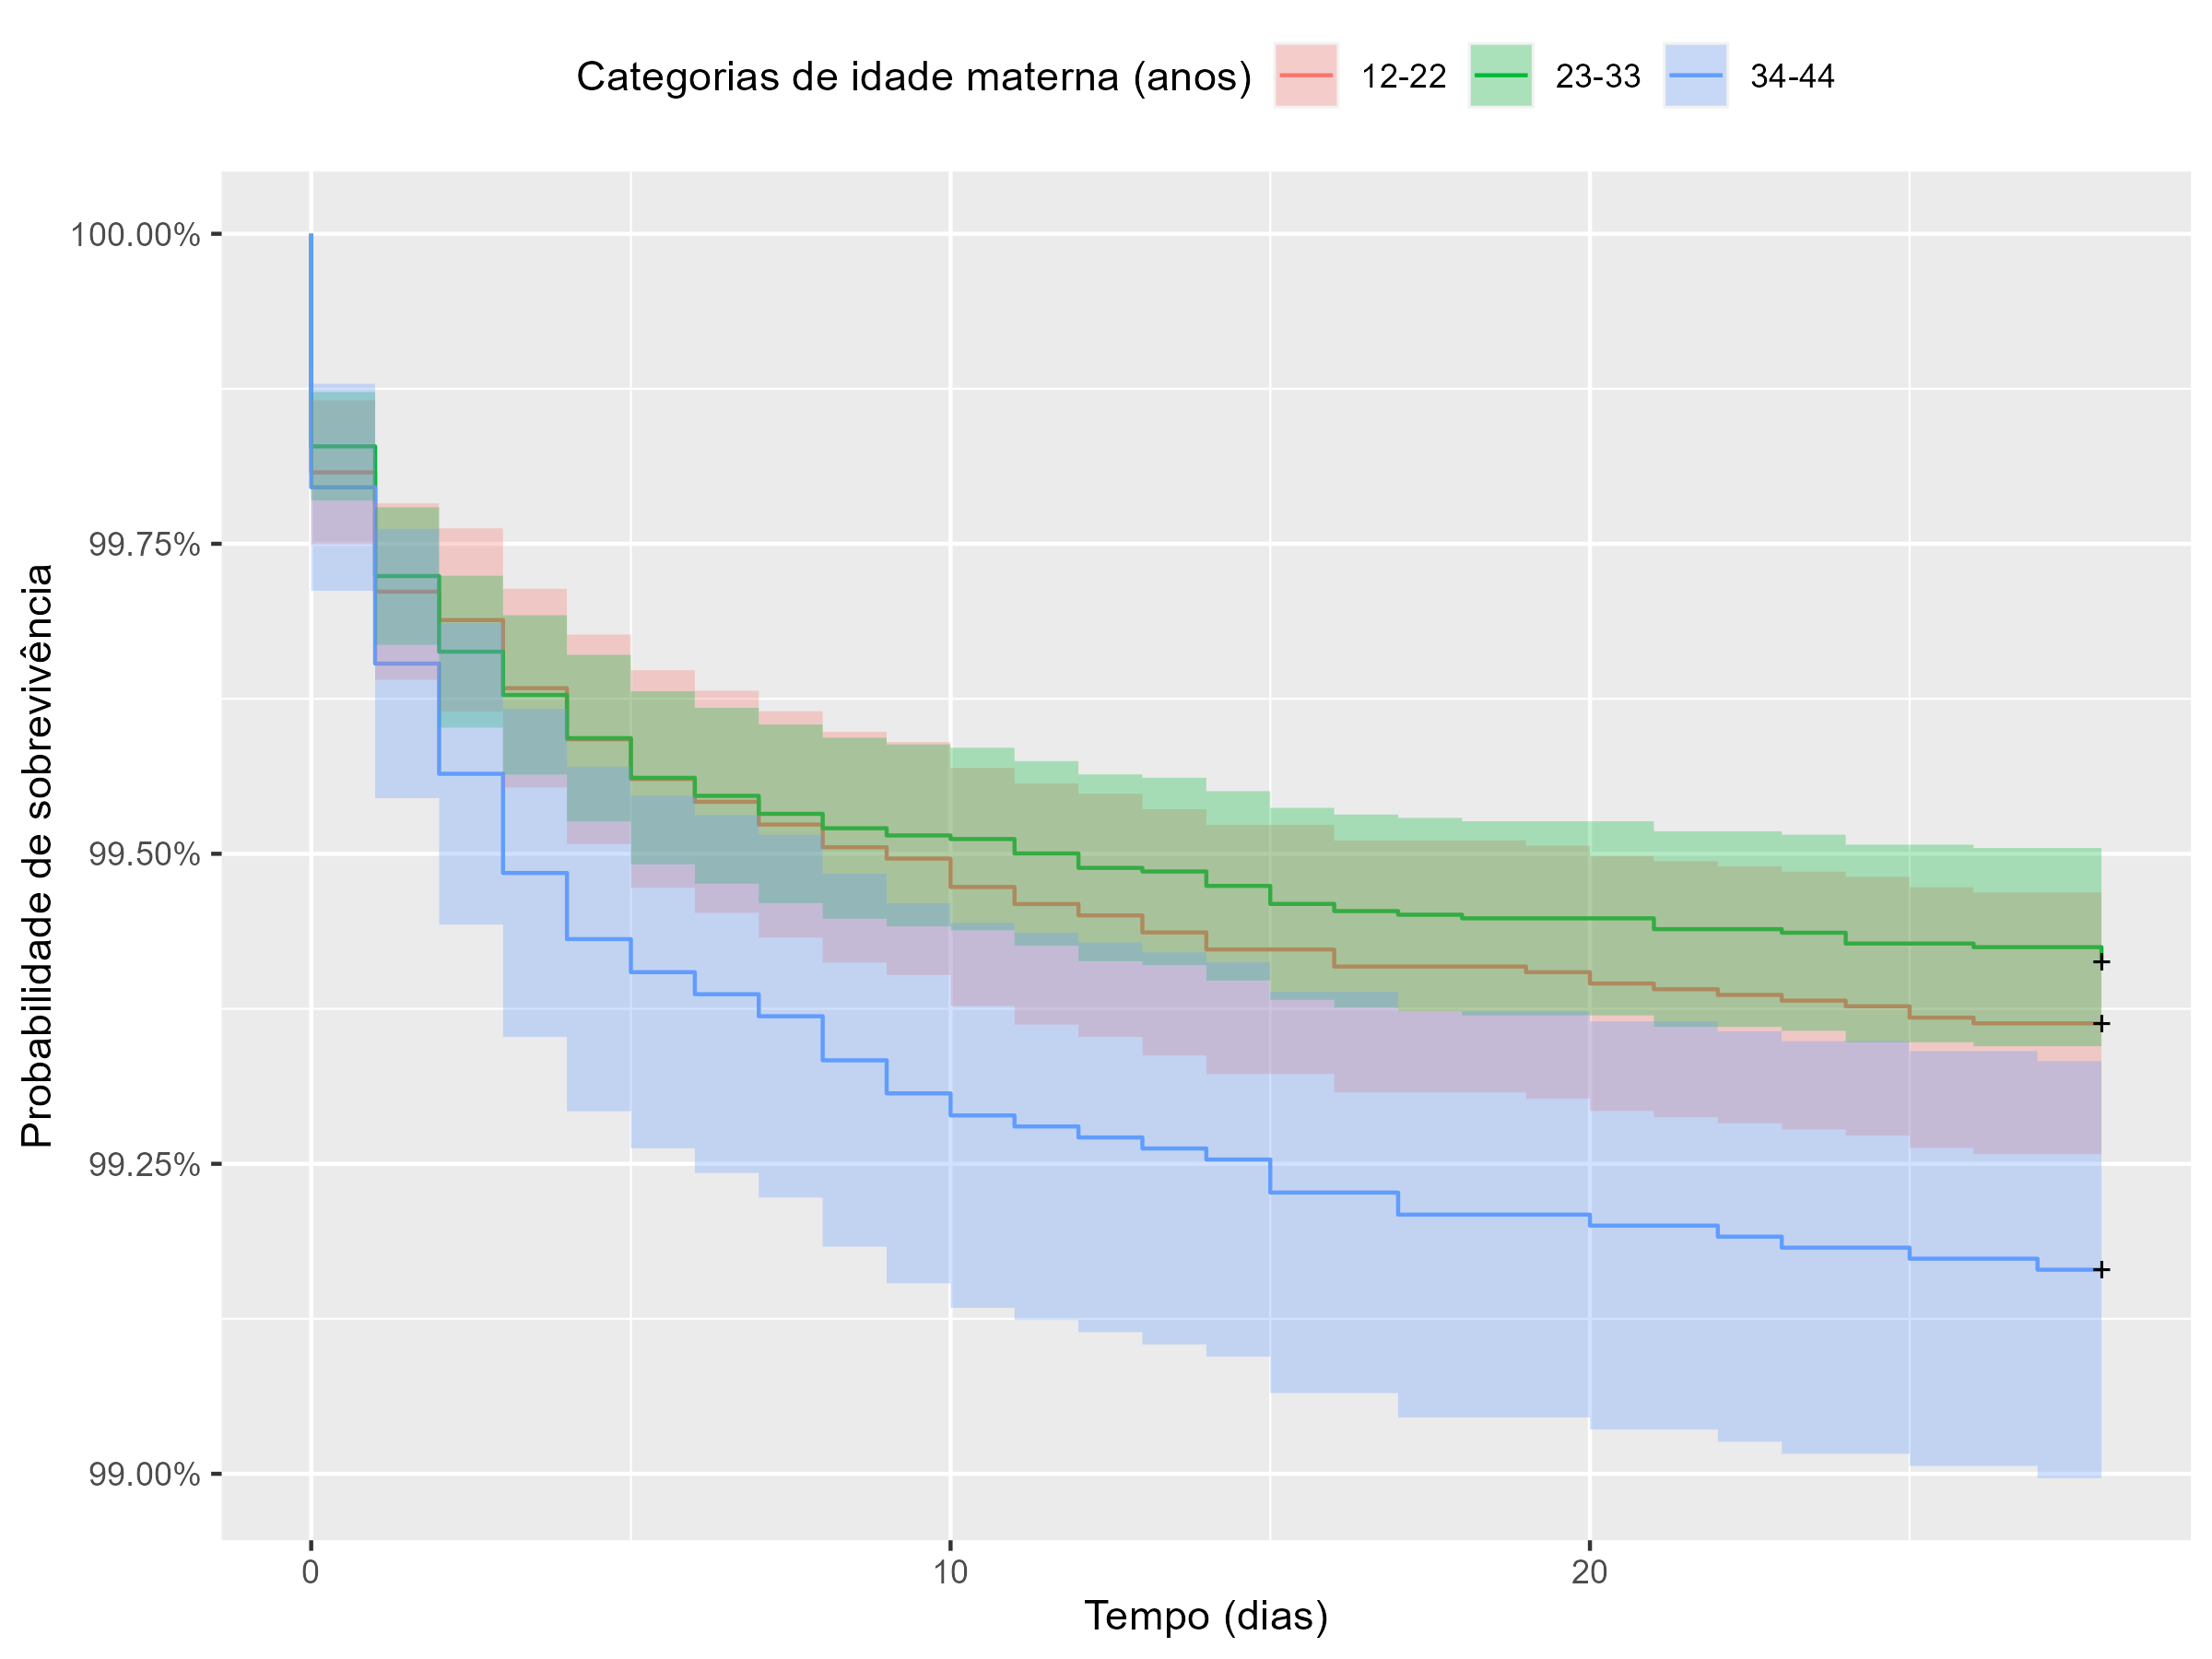 Categorias de idade materna (anos) 12-22 23-33 34-44
100.00%
99.75%
99.50%
99.25%
99.00%
Probabilidade de sobrevivência
0 10 20
Tempo (dias)